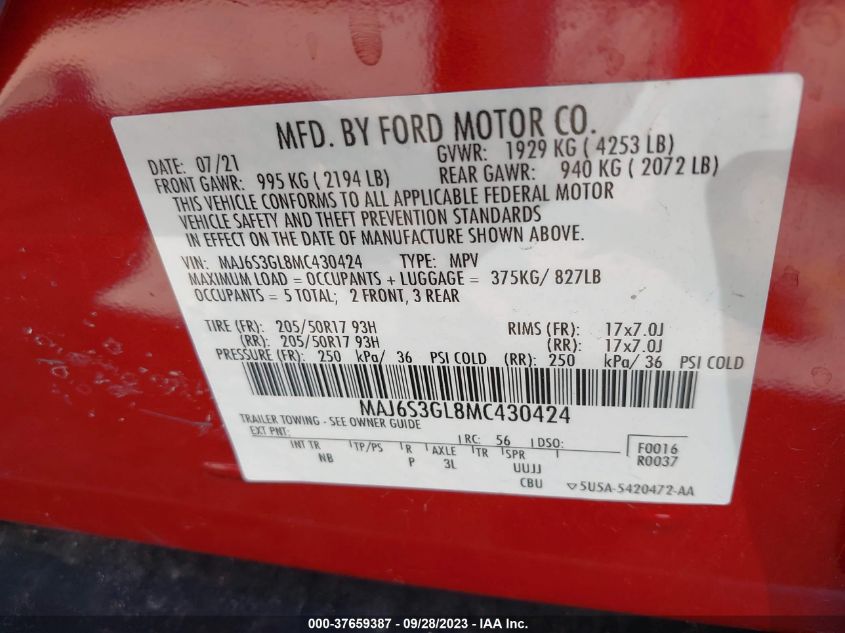 MFD. BY FORD MOTOR CO.
DATE: 07/21 GVWR: 1929 KG ( 4253 LB)
FRONT GAWR: 995 KG ( 2194 LB) REAR GAWR: 940 KG ( 2072 LB)
THIS VEHICLE CONFORMS TO ALL APPLICABLE FEDERAL MOTOR
VEHICLE SAFETY AND THEFT PREVENTION STANDARDS
IN EFFECT ON THE DATE OF MANUFACTURE SHOWN ABOVE.
VIN: MAJ6S3GL8MC430424 TYPE: MPV
MAXIMUM LOAD = OCCUPANTS + LUGGAGE = 375KG/ 827LB
OCCUPANTS = 5 TOTAL; 2 FRONT, 3 REAR
TIRE (FR): 205/50R17 93H RIMS (FR): 17x7.0J
(RR): 205/50R17 93H (RR): 17x7.0J
PRESSURE (FR): 250 kPa/ 36 PSI COLD (RR): 250 kPa/ 36 PSI COLD
MAJ6S3GL8MC430424
TRAILER TOWING - SEE OWNER GUIDE
EXT PNT: RC: 56 DSO: F0016
INT TR TP/PS R AXLE TR SPR R0037
NB P 3L UUJJ
CBU 5U5A-5420472-AA
000-37659387 - 09/28/2023 - Copyright © IAA, Inc.